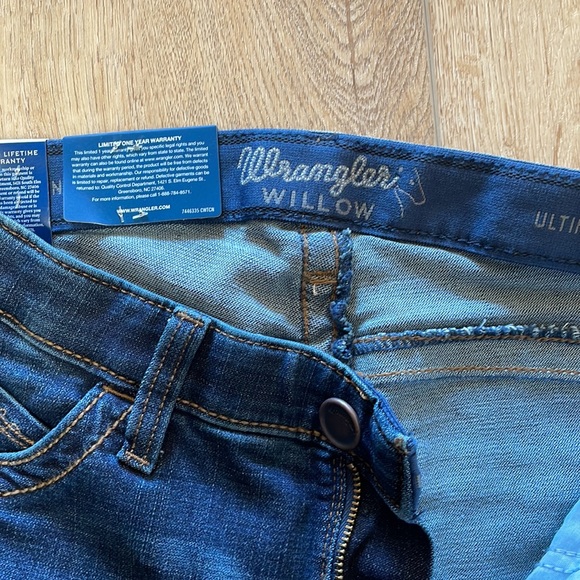 LIFETIME
RANTY
LIMITED ONE YEAR WARRANTY
This limited 1 year warranty gives you specific legal rights and you
may also have other rights, which vary from state to state. The brand
warranty can also be found online at www.wrangler.com. We warrant
that during the warranty period, the product will be free from defects
in materials and workmanship. Our responsibility for defective goods is
limited to repair, replacement or refund. Defective garments can be
returned to: Quality Control Department, 1421 S. Elm Eugene St.,
Greensboro, NC 27406.
For more information, please call 1-888-784-8571.
WWW.WRANGLER.COM
7446335 CMTCN
N
Wrangler
WILLOW
ULTI